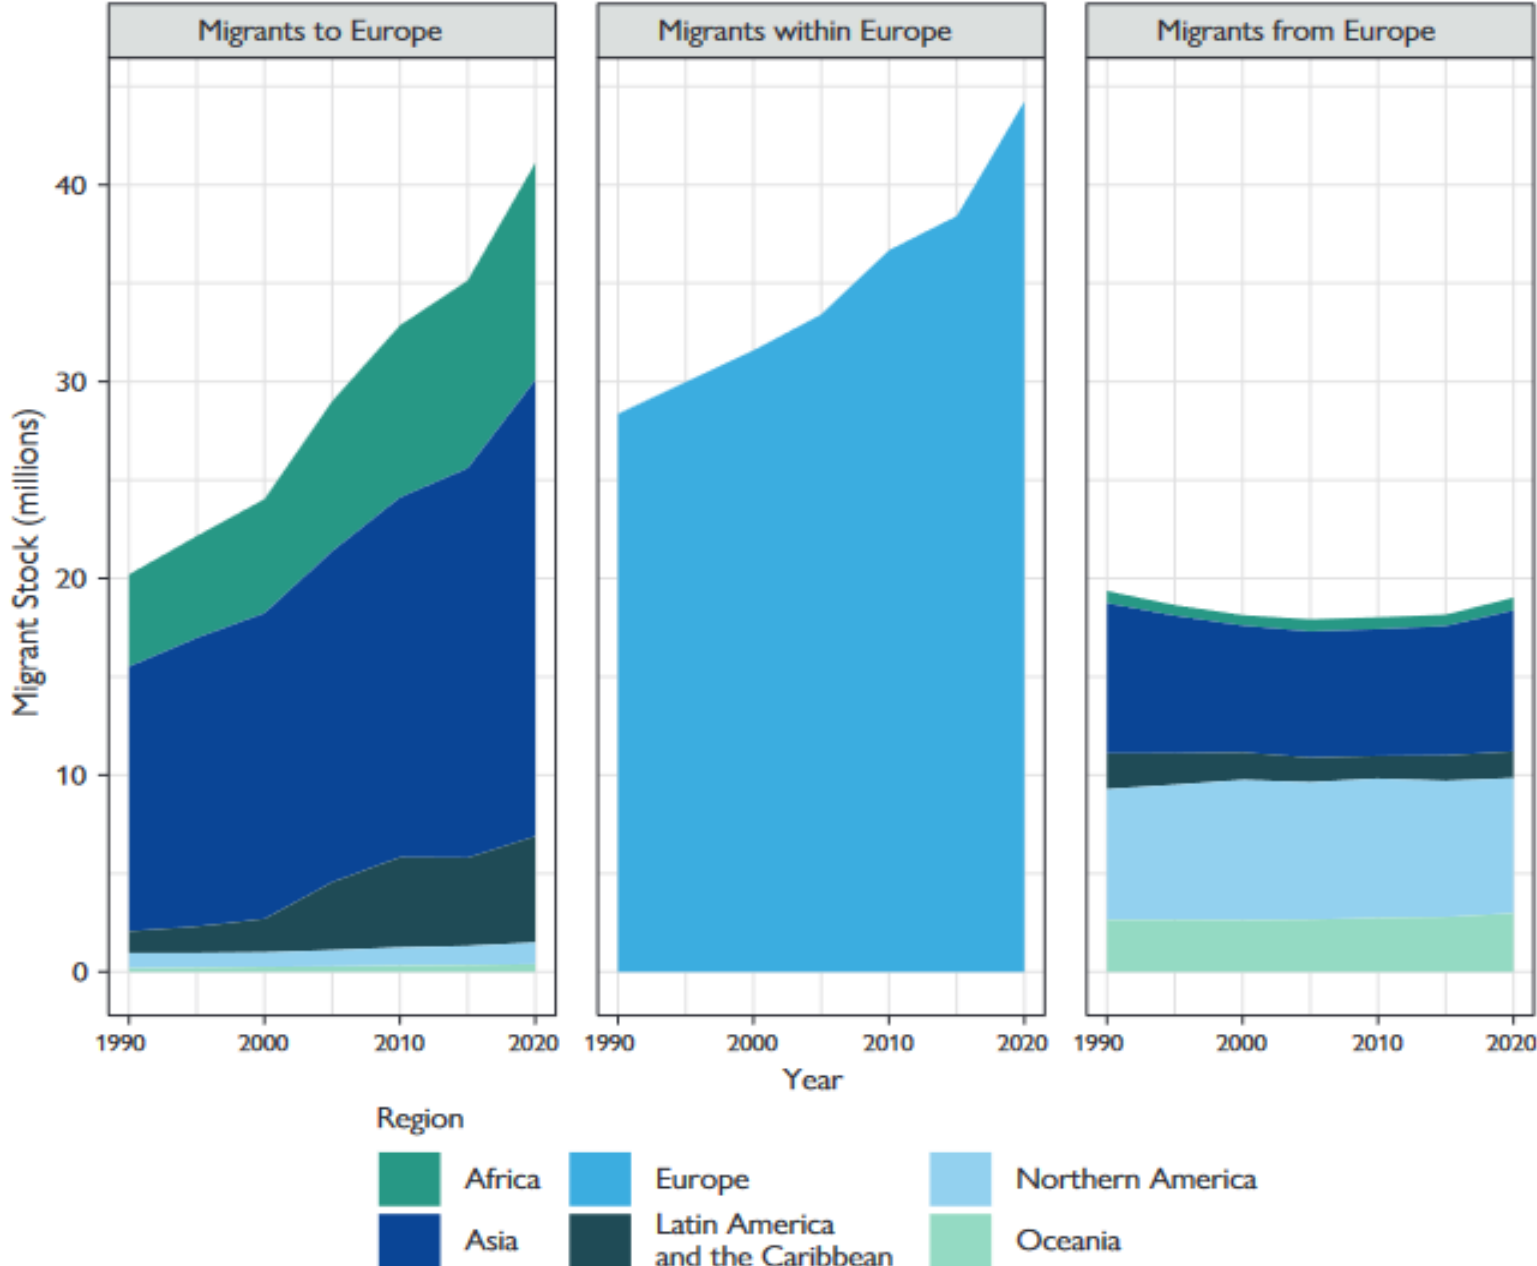 Migrants to Europe Migrants within Europe Migrants from Europe
Migrant Stock (millions)
40
30
20
10
0
1990 2000 2010 2020 1990 2000 2010 2020 1990 2000 2010 2020
Year
Region
Africa Europe Northern America
Asia Latin America and the Caribbean Oceania